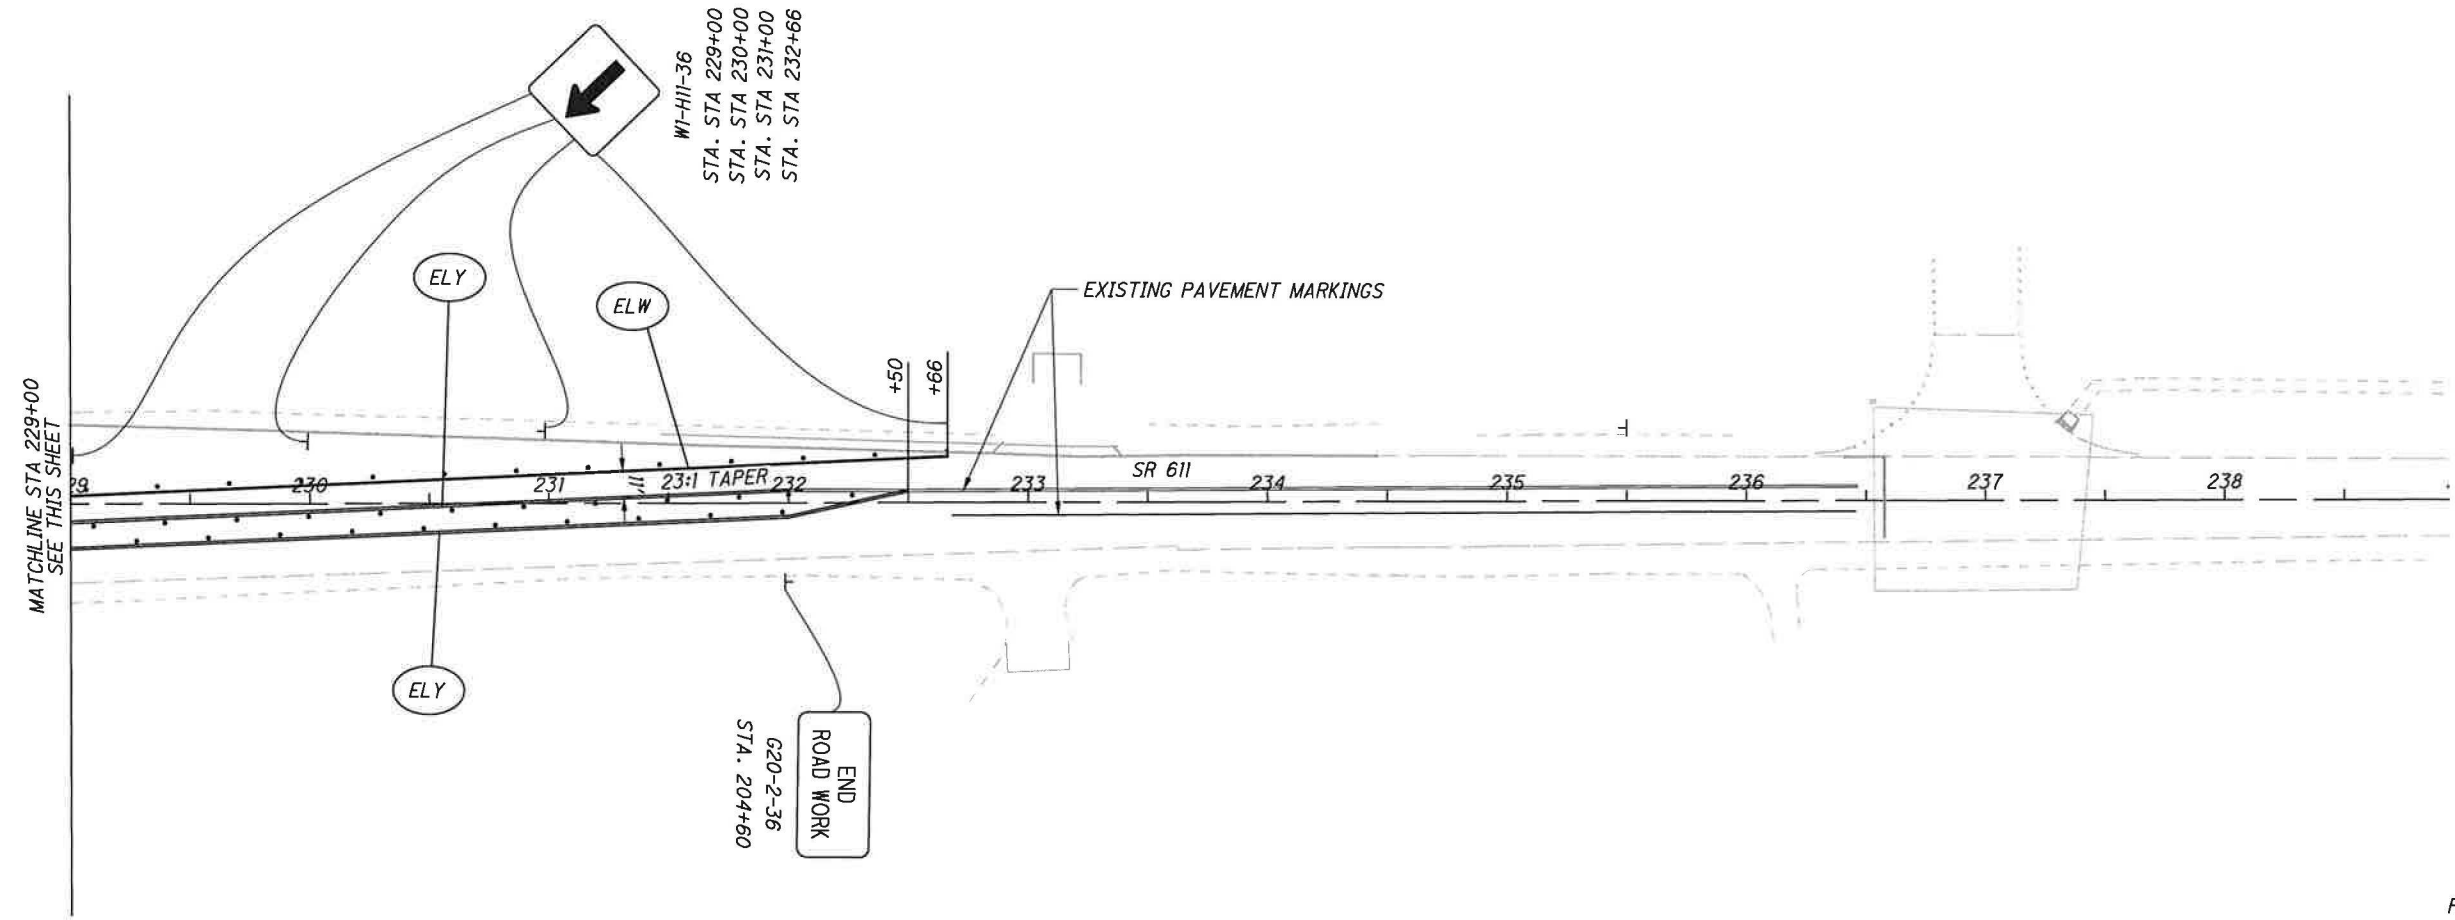 W1-H11-36
STA. STA 229+00
STA. STA 230+00
STA. STA 231+00
STA. STA 232+66
ELY
ELW
EXISTING PAVEMENT MARKINGS
+50
+66
MATCHLINE STA 229+00
SEE THIS SHEET
SR 611
29
230
231
11'
23:1 TAPER
232
233
234
235
236
237
238
ELY
END
ROAD WORK
G20-2-36
STA. 204+60